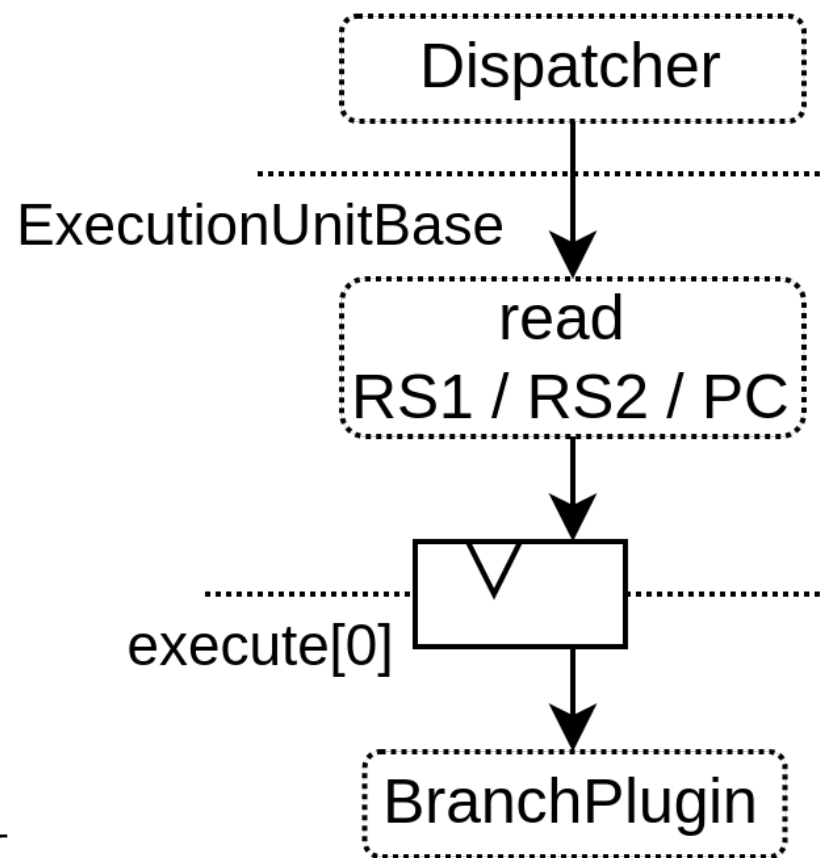 Dispatcher
ExecutionUnitBase
read
RS1 / RS2 / PC
execute[0]
BranchPlugin